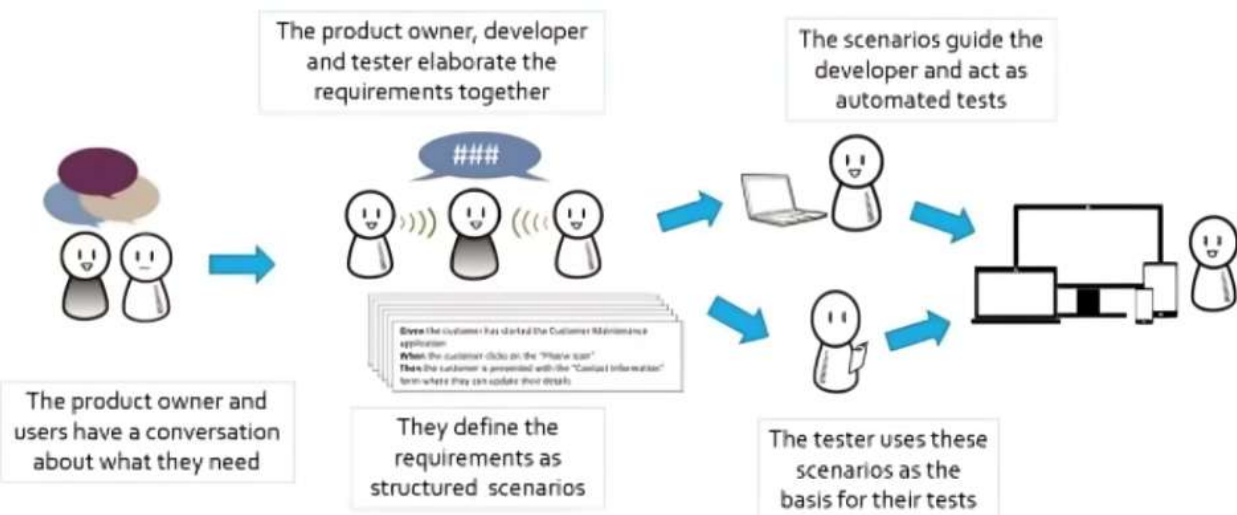 The product owner, developer
and tester elaborate the
requirements together
The scenarios guide the
developer and act as
automated tests
###
Given the customer has started the Customer Maintenance
application
When the customer clicks on the "Phone icon"
Then the customer is presented with the "Contact Information"
form where they can update their details
The product owner and
users have a conversation
about what they need
They define the
requirements as
structured scenarios
The tester uses these
scenarios as the
basis for their tests